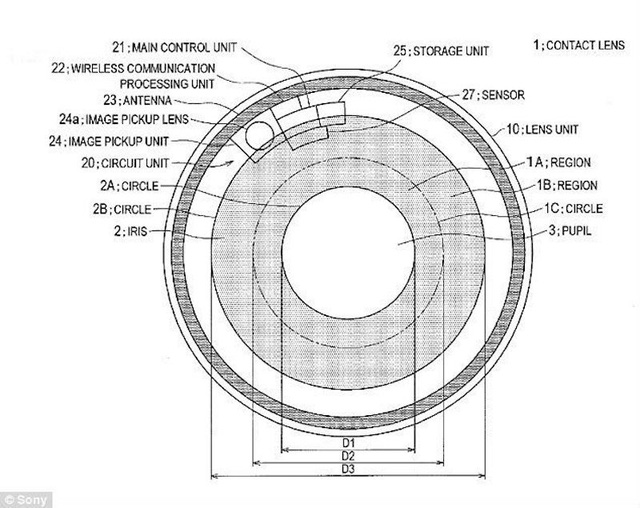 21; MAIN CONTROL UNIT
25; STORAGE UNIT
1; CONTACT LENS
22; WIRELESS COMMUNICATION
PROCESSING UNIT
23; ANTENNA
27; SENSOR
24a; IMAGE PICKUP LENS
24; IMAGE PICKUP UNIT
10; LENS UNIT
20; CIRCUIT UNIT
1A; REGION
2A; CIRCLE
1B; REGION
2B; CIRCLE
1C; CIRCLE
2; IRIS
3; PUPIL
D1
D2
D3
© Sony